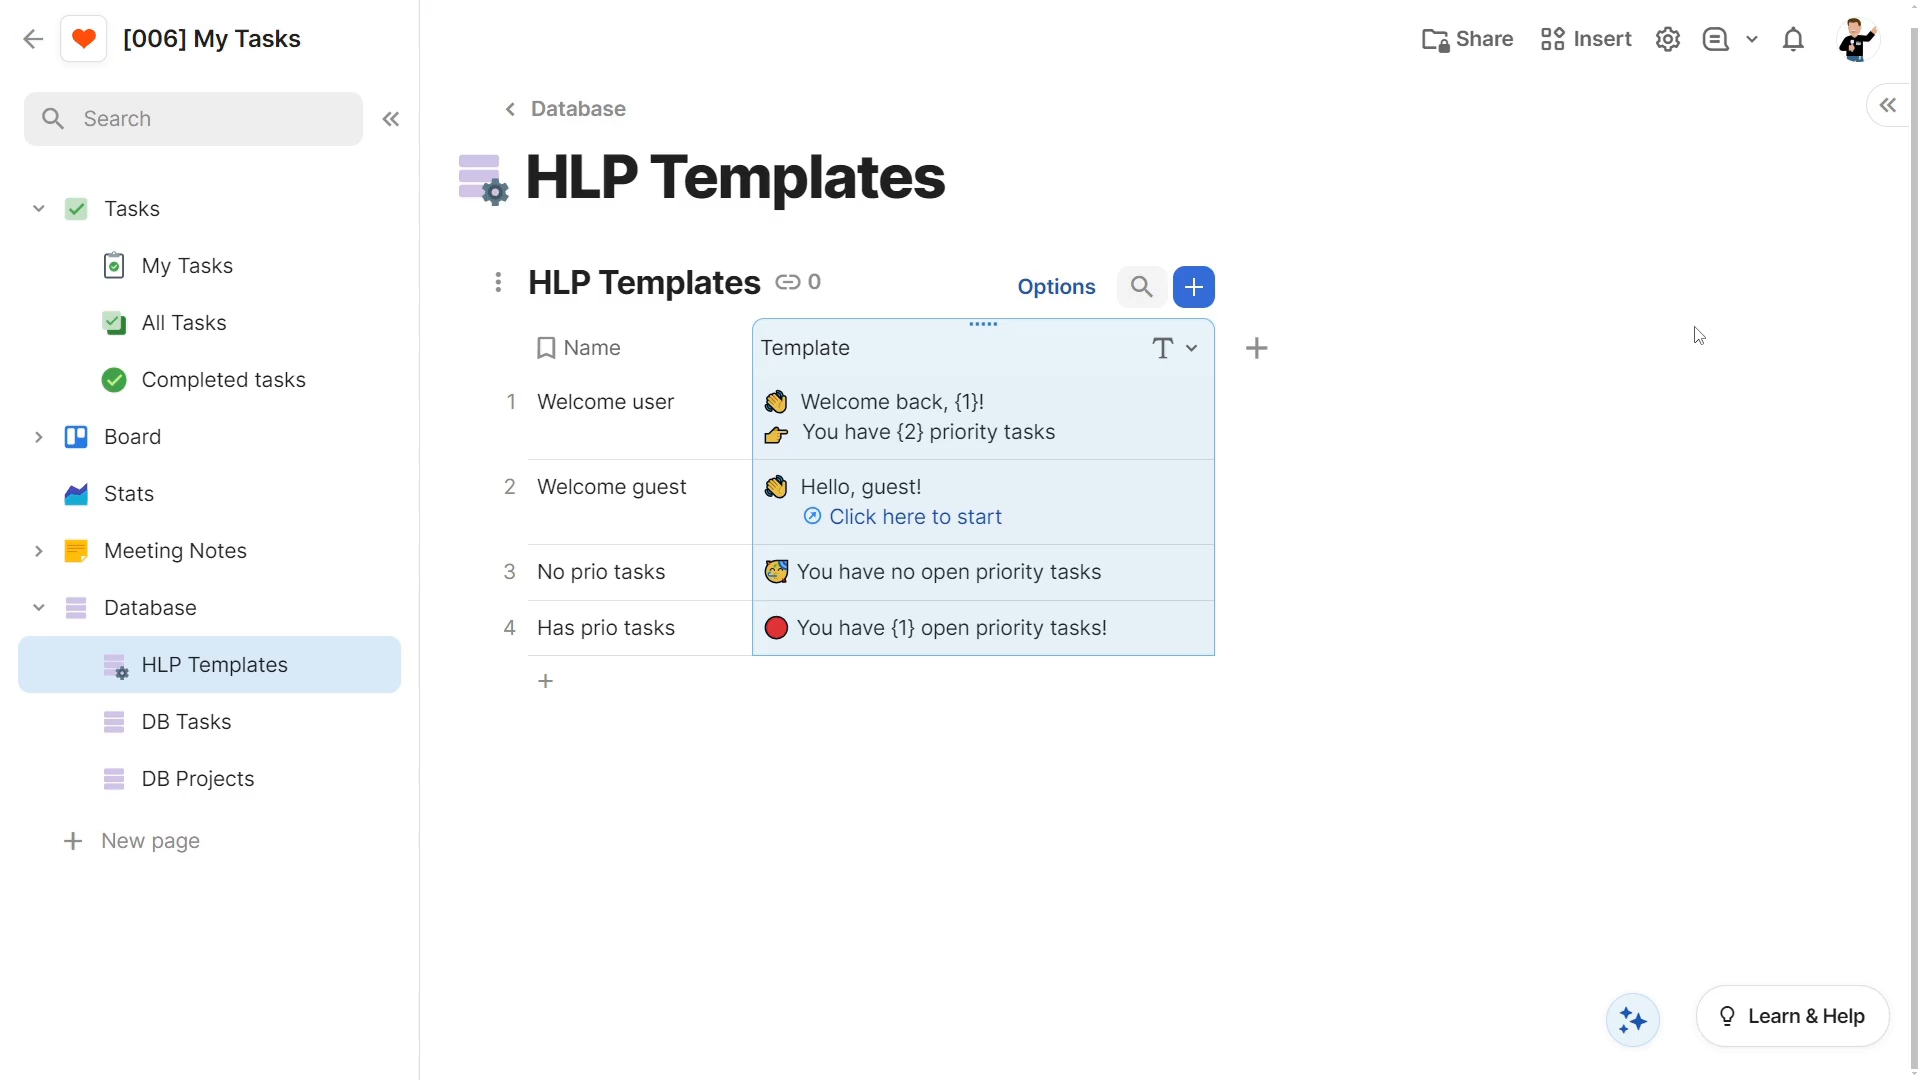 [006] My Tasks
Share
Insert
Search
Database
HLP Templates
Tasks
My Tasks
All Tasks
Completed tasks
Board
Stats
Meeting Notes
Database
HLP Templates
DB Tasks
DB Projects
New page
HLP Templates
0
Options
Name
Template
1
Welcome user
Welcome back, {1}!
You have {2} priority tasks
2
Welcome guest
Hello, guest!
Click here to start
3
No prio tasks
You have no open priority tasks
4
Has prio tasks
You have {1} open priority tasks!
Learn & Help